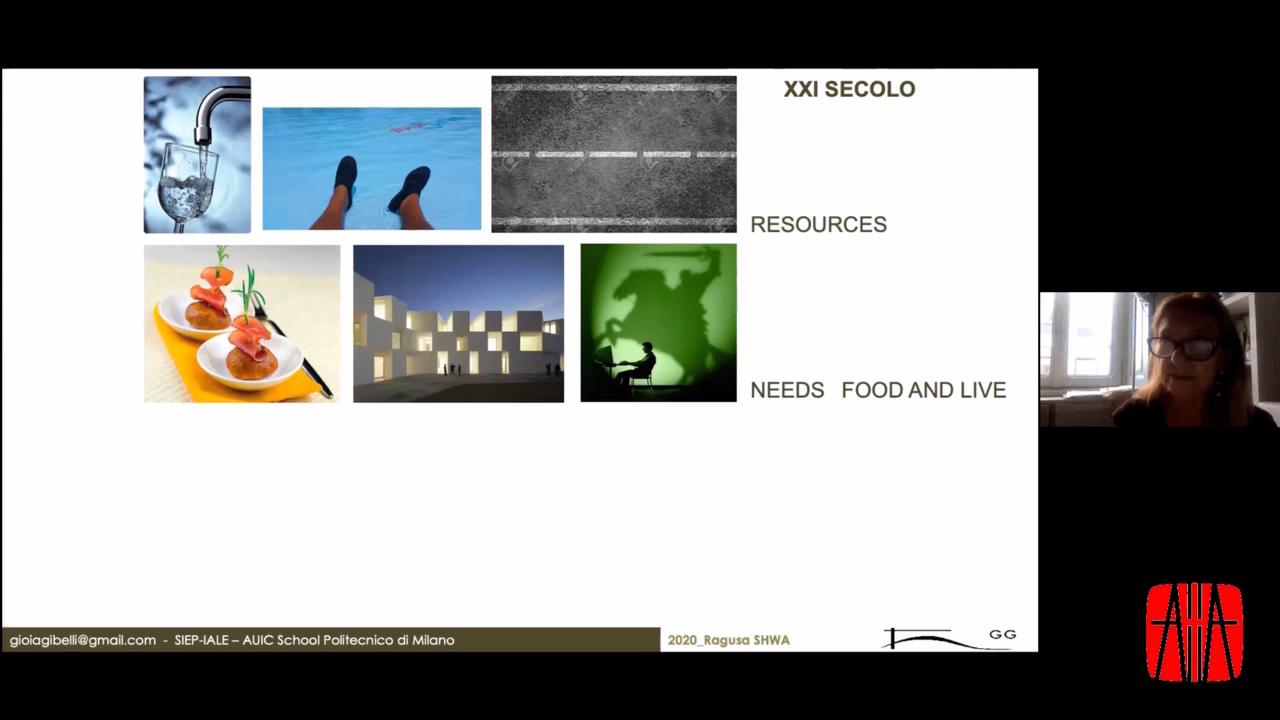 XXI SECOLO
RESOURCES
NEEDS FOOD AND LIVE
gioiagibelli@gmail.com - SIEP-IALE – AUIC School Politecnico di Milano
2020_Ragusa SHWA
GG